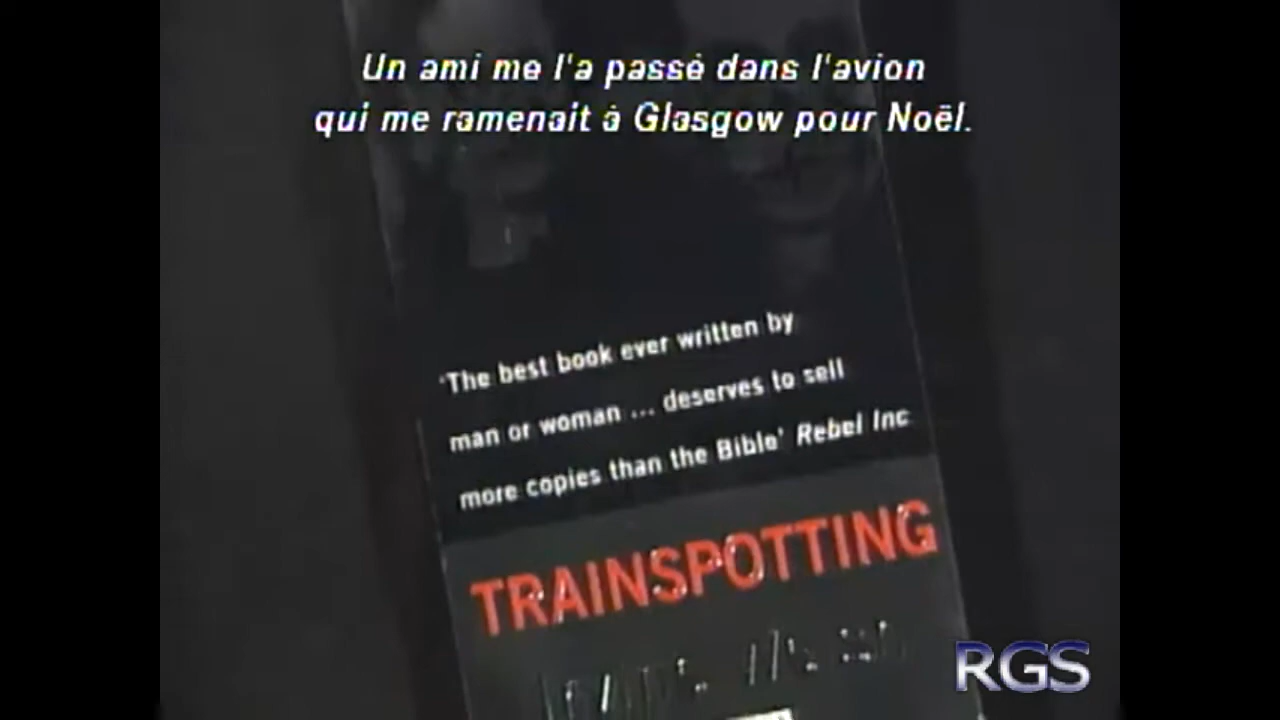 Un ami me l'a passé dans l'avion
qui me ramenait à Glasgow pour Noël.
'The best book ever written by
man or woman ... deserves to sell
more copies than the Bible' Rebel Inc
TRAINSPOTTING
RGS